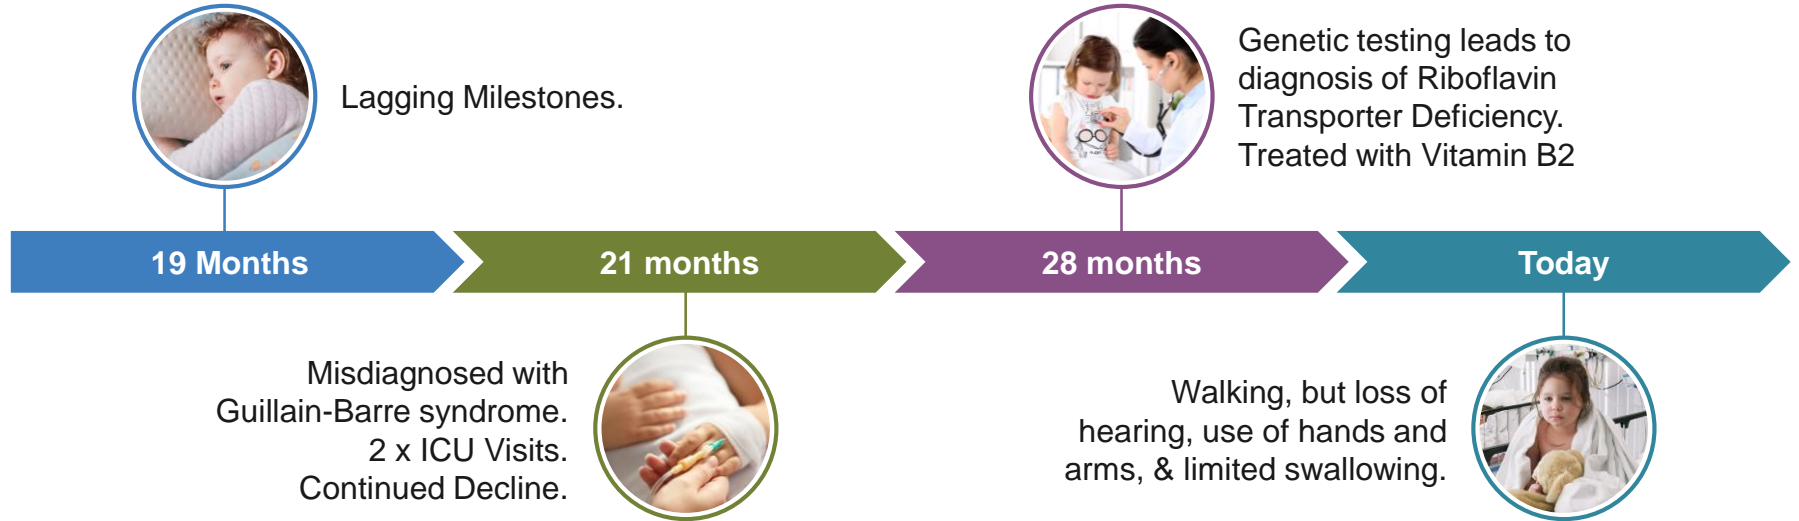 Lagging Milestones.
Genetic testing leads to
diagnosis of Riboflavin
Transporter Deficiency.
Treated with Vitamin B2
19 Months
21 months
28 months
Today
Misdiagnosed with
Guillain-Barre syndrome.
2 x ICU Visits.
Continued Decline.
Walking, but loss of
hearing, use of hands and
arms, & limited swallowing.